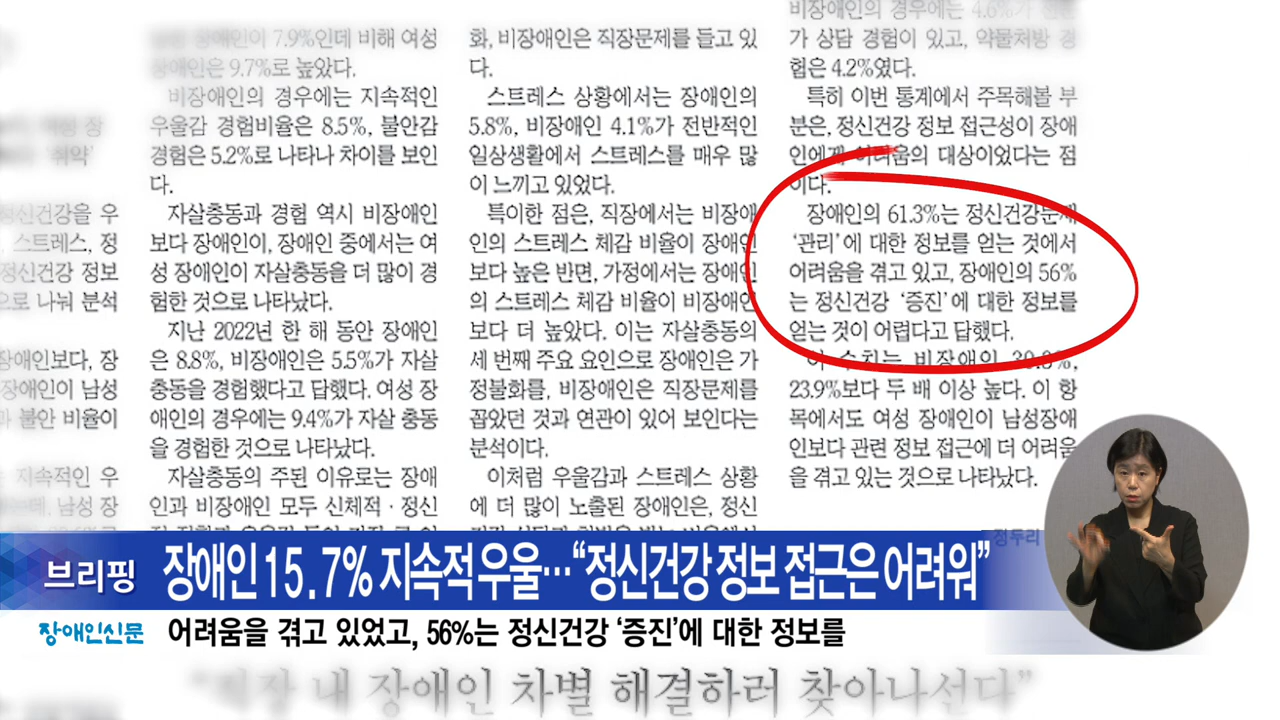 장 장애인이 7.9%인데 비해 여성
장애인은 9.7%로 높았다.
비장애인의 경우에는 지속적인
우울감 경험비율은 8.5%, 불안감
경험은 5.2%로 나타나 차이를 보인
다.
자살충동과 경험 역시 비장애인
보다 장애인이, 장애인 중에서는 여
성 장애인이 자살충동을 더 많이 경
험한 것으로 나타났다.
지난 2022년 한 해 동안 장애인
은 8.8%, 비장애인은 5.5%가 자살
충동을 경험했다고 답했다. 여성 장
애인의 경우에는 9.4%가 자살 충동
을 경험한 것으로 나타났다.
자살충동의 주된 이유로는 장애
인과 비장애인 모두 신체적·정신
화, 비장애인은 직장문제를 들고 있
다.
스트레스 상황에서는 장애인의
5.8%, 비장애인 4.1%가 전반적인
일상생활에서 스트레스를 매우 많
이 느끼고 있었다.
특이한 점은, 직장에서는 비장애
인의 스트레스 체감 비율이 장애인
보다 높은 반면, 가정에서는 장애인
의 스트레스 체감 비율이 비장애인
보다 더 높았다. 이는 자살충동의
세 번째 주요 요인으로 장애인은 가
정불화를, 비장애인은 직장문제를
꼽았던 것과 연관이 있어 보인다는
분석이다.
이처럼 우울감과 스트레스 상황
에 더 많이 노출된 장애인은, 정신
비장애인의 경우에는 4.6%가
가 상담 경험이 있고, 약물처방 경
험은 4.2%였다.
특히 이번 통계에서 주목해볼 부
분은, 정신건강 정보 접근성이 장애
인에게 어려움의 대상이었다는 점
이다.
장애인의 61.3%는 정신건강문제
‘관리’에 대한 정보를 얻는 것에서
어려움을 겪고 있고, 장애인의 56%
는 정신건강 ‘증진’에 대한 정보를
얻는 것이 어렵다고 답했다.
이 수치는 비장애인
23.9%보다 두 배 이상 높다. 이 항
목에서도 여성 장애인이 남성장애
인보다 관련 정보 접근에 더 어려움
을 겪고 있는 것으로 나타났다.
정두리
브리핑 장애인 15.7% 지속적 우울…“정신건강 정보 접근은 어려워”
장애인신문 어려움을 겪고 있었고, 56%는 정신건강 ‘증진’에 대한 정보를
“직장 내 장애인 차별 해결하러 찾아나선다”